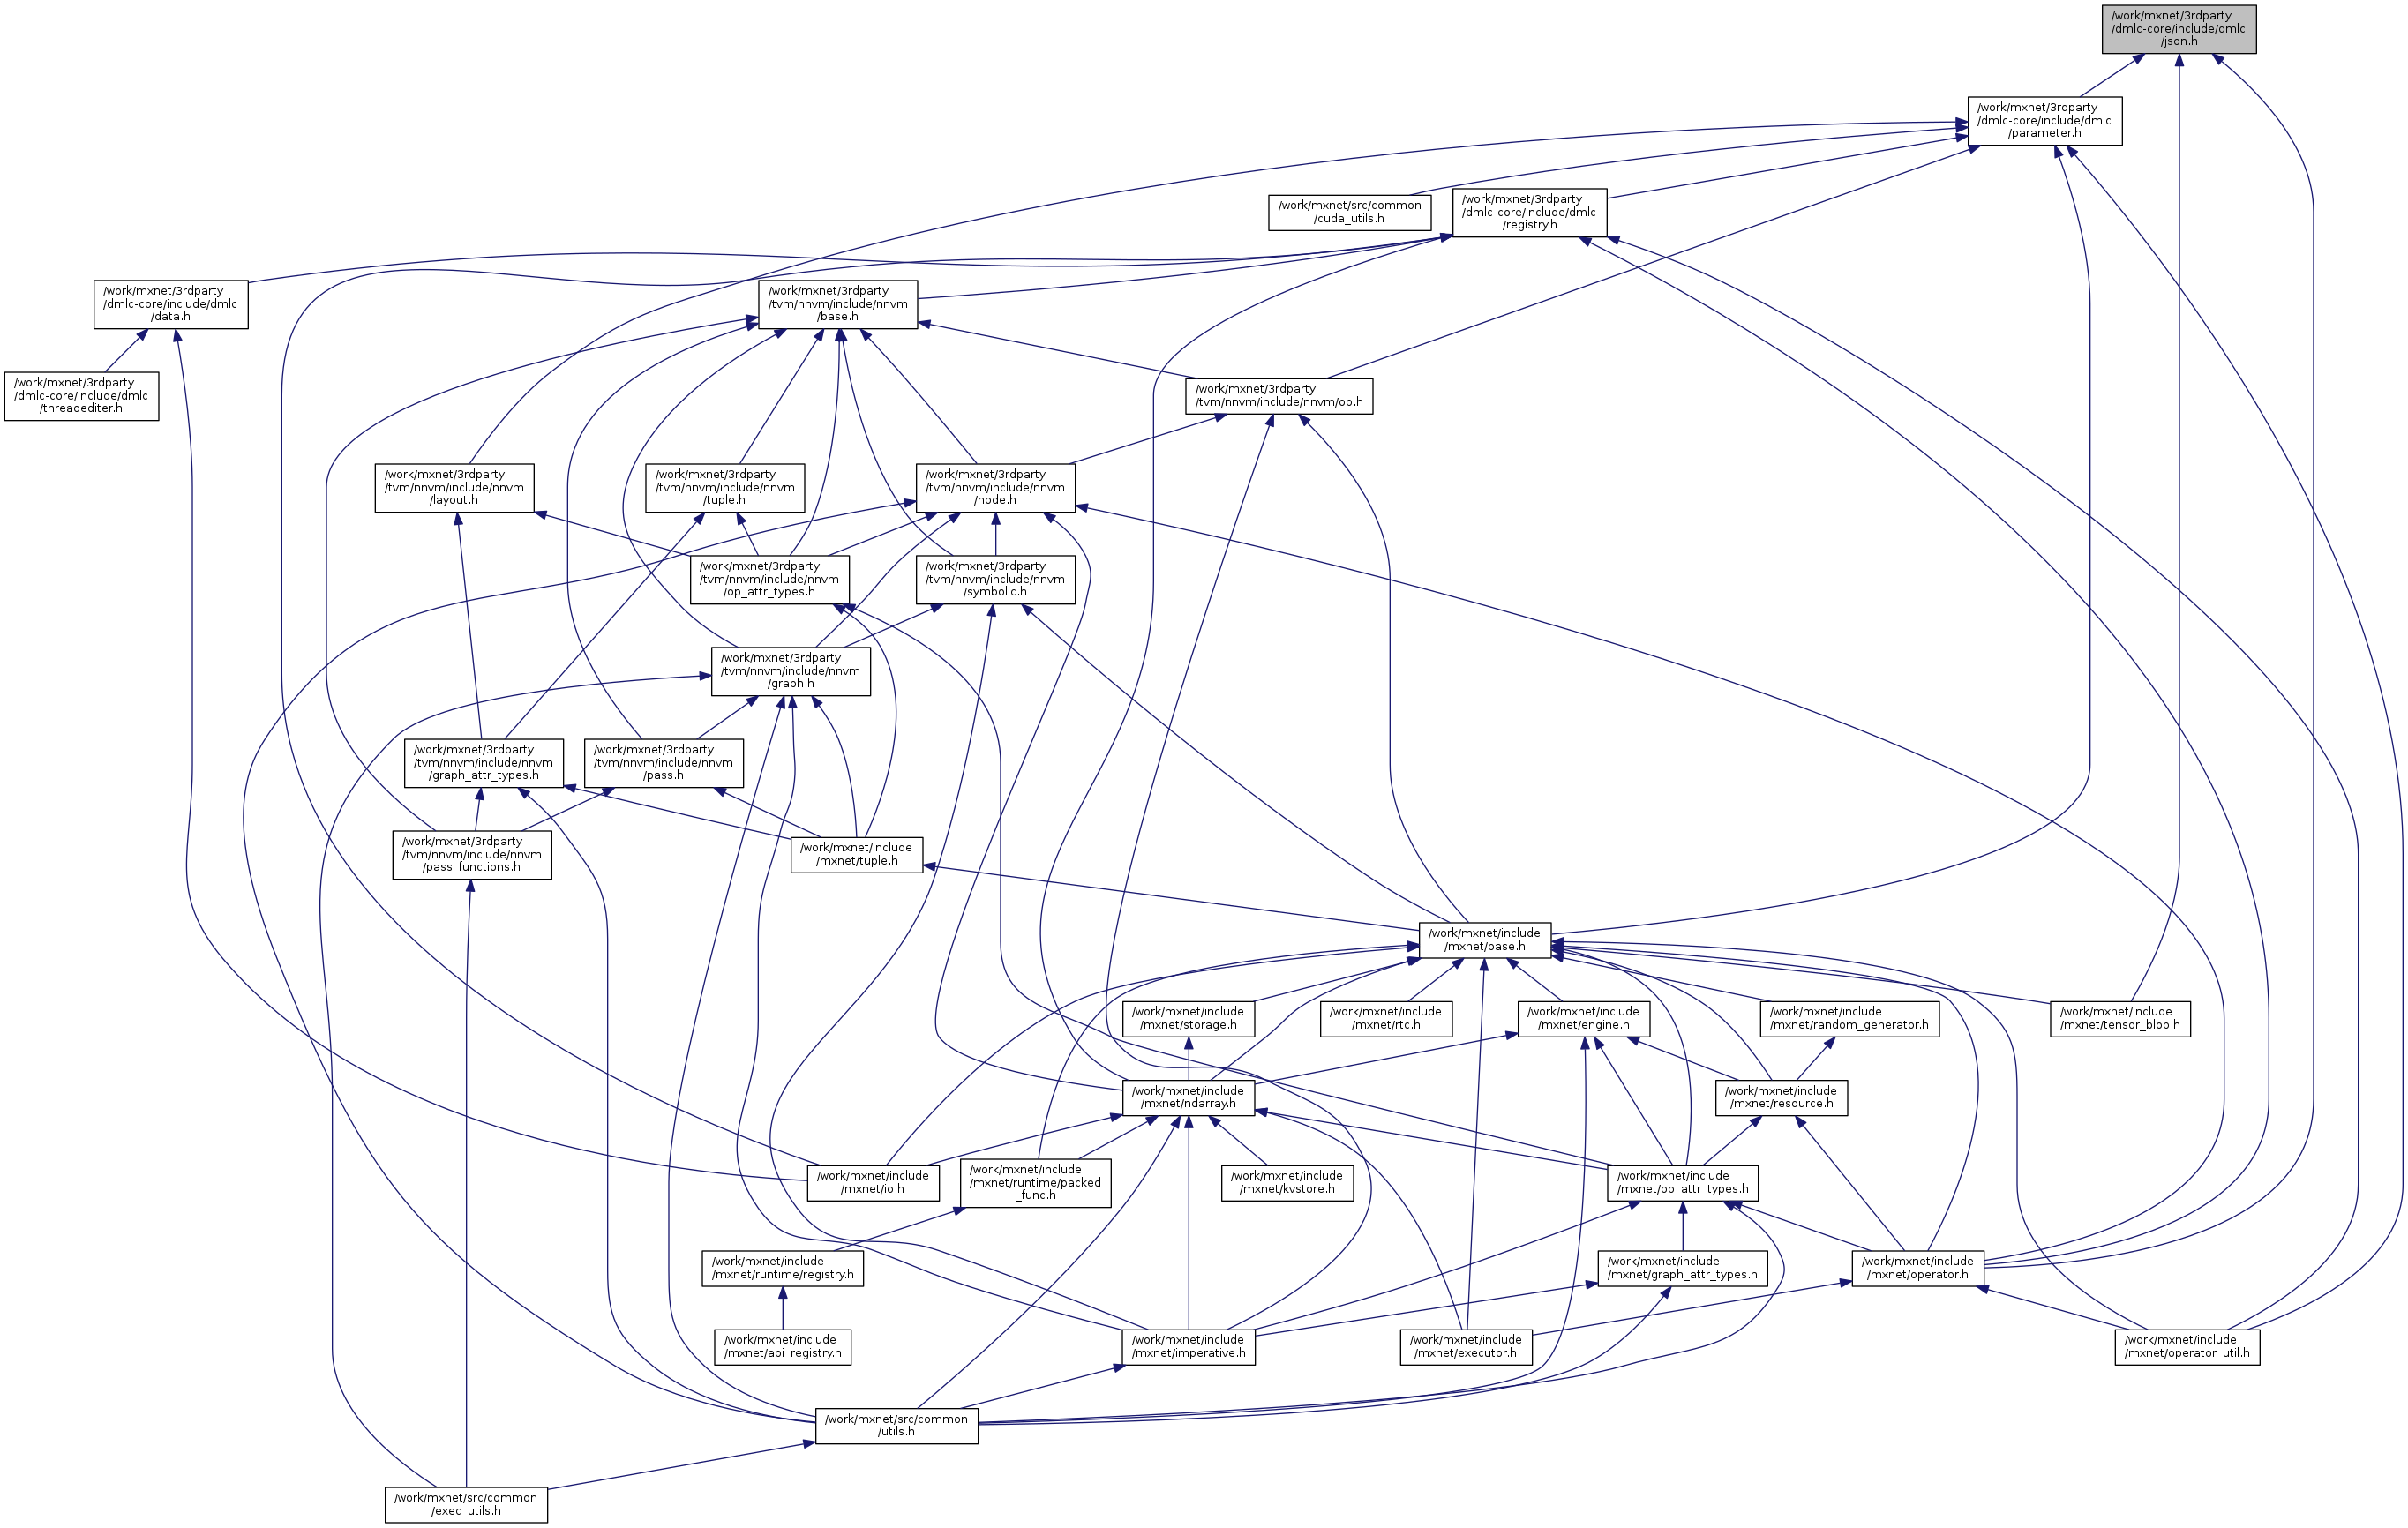 /work/mxnet/3rdparty
/dmlc-core/include/dmlc
/json.h
/work/mxnet/3rdparty
/dmlc-core/include/dmlc
/parameter.h
/work/mxnet/src/common
/cuda_utils.h
/work/mxnet/3rdparty
/dmlc-core/include/dmlc
/registry.h
/work/mxnet/3rdparty
/dmlc-core/include/dmlc
/data.h
/work/mxnet/3rdparty
/tvm/nnvm/include/nnvm
/base.h
/work/mxnet/3rdparty
/dmlc-core/include/dmlc
/threadediter.h
/work/mxnet/3rdparty
/tvm/nnvm/include/nnvm/op.h
/work/mxnet/3rdparty
/tvm/nnvm/include/nnvm
/layout.h
/work/mxnet/3rdparty
/tvm/nnvm/include/nnvm
/tuple.h
/work/mxnet/3rdparty
/tvm/nnvm/include/nnvm
/node.h
/work/mxnet/3rdparty
/tvm/nnvm/include/nnvm
/op_attr_types.h
/work/mxnet/3rdparty
/tvm/nnvm/include/nnvm
/symbolic.h
/work/mxnet/3rdparty
/tvm/nnvm/include/nnvm
/graph.h
/work/mxnet/3rdparty
/tvm/nnvm/include/nnvm
/graph_attr_types.h
/work/mxnet/3rdparty
/tvm/nnvm/include/nnvm
/pass.h
/work/mxnet/3rdparty
/tvm/nnvm/include/nnvm
/pass_functions.h
/work/mxnet/include
/mxnet/tuple.h
/work/mxnet/include
/mxnet/base.h
/work/mxnet/include
/mxnet/storage.h
/work/mxnet/include
/mxnet/rtc.h
/work/mxnet/include
/mxnet/engine.h
/work/mxnet/include
/mxnet/random_generator.h
/work/mxnet/include
/mxnet/tensor_blob.h
/work/mxnet/include
/mxnet/ndarray.h
/work/mxnet/include
/mxnet/resource.h
/work/mxnet/include
/mxnet/io.h
/work/mxnet/include
/mxnet/runtime/packed
_func.h
/work/mxnet/include
/mxnet/kvstore.h
/work/mxnet/include
/mxnet/op_attr_types.h
/work/mxnet/include
/mxnet/runtime/registry.h
/work/mxnet/include
/mxnet/graph_attr_types.h
/work/mxnet/include
/mxnet/operator.h
/work/mxnet/include
/mxnet/api_registry.h
/work/mxnet/include
/mxnet/imperative.h
/work/mxnet/include
/mxnet/executor.h
/work/mxnet/include
/mxnet/operator_util.h
/work/mxnet/src/common
/utils.h
/work/mxnet/src/common
/exec_utils.h